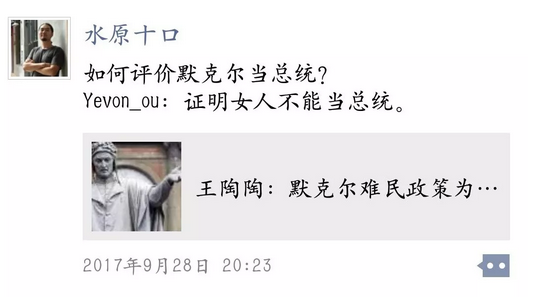 水原十口
如何评价默克尔当总统?
Yevon_ou: 证明女人不能当总统。
王陶陶: 默克尔难民政策为…
2017年9月28日 20:23